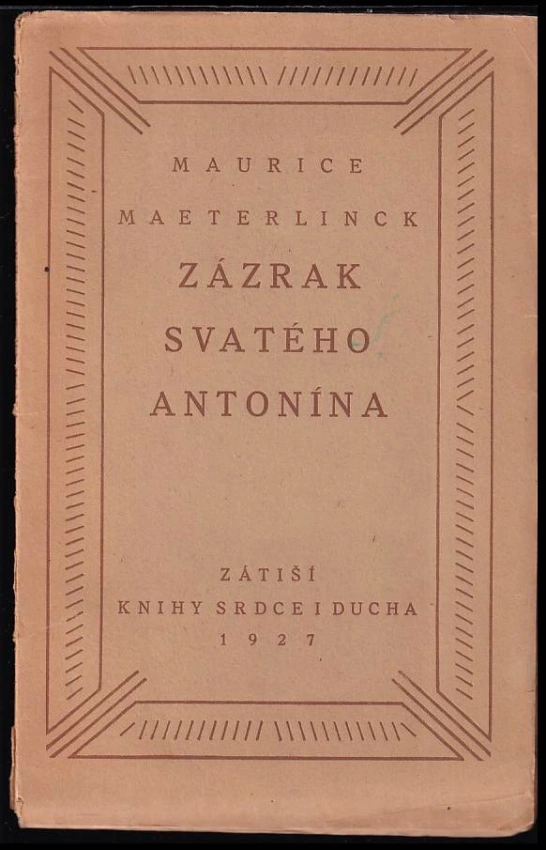 MAURICE
MAETERLINCK
ZÁZRAK
SVATÉHO
ANTONÍNA
ZÁTIŠÍ
KNIHY SRDCE I DUCHA
1927